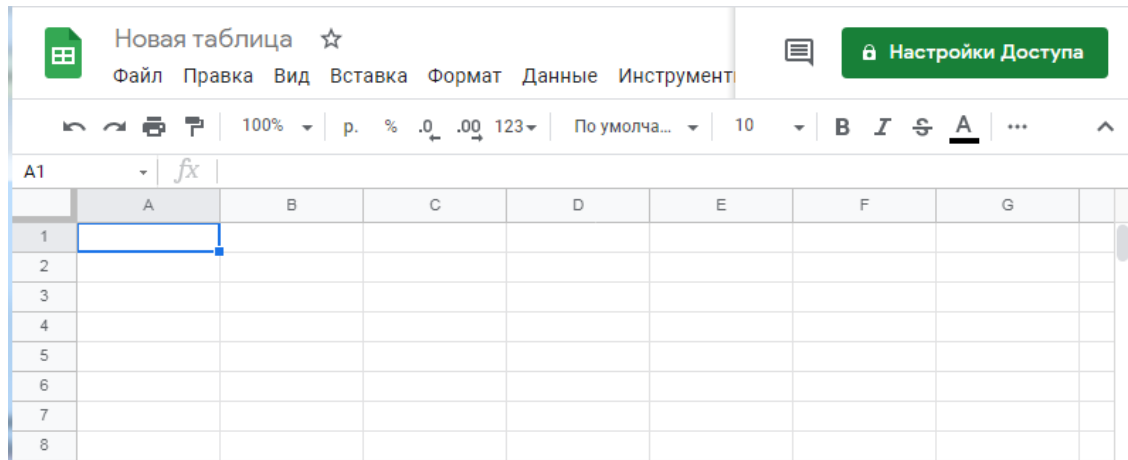 Новая таблица
Файл Правка Вид Вставка Формат Данные Инструмент
Настройки Доступа
100% р. % .0 .00 123 По умолча... 10 B I S A ...
A1 fx
A B C D E F G
1
2
3
4
5
6
7
8